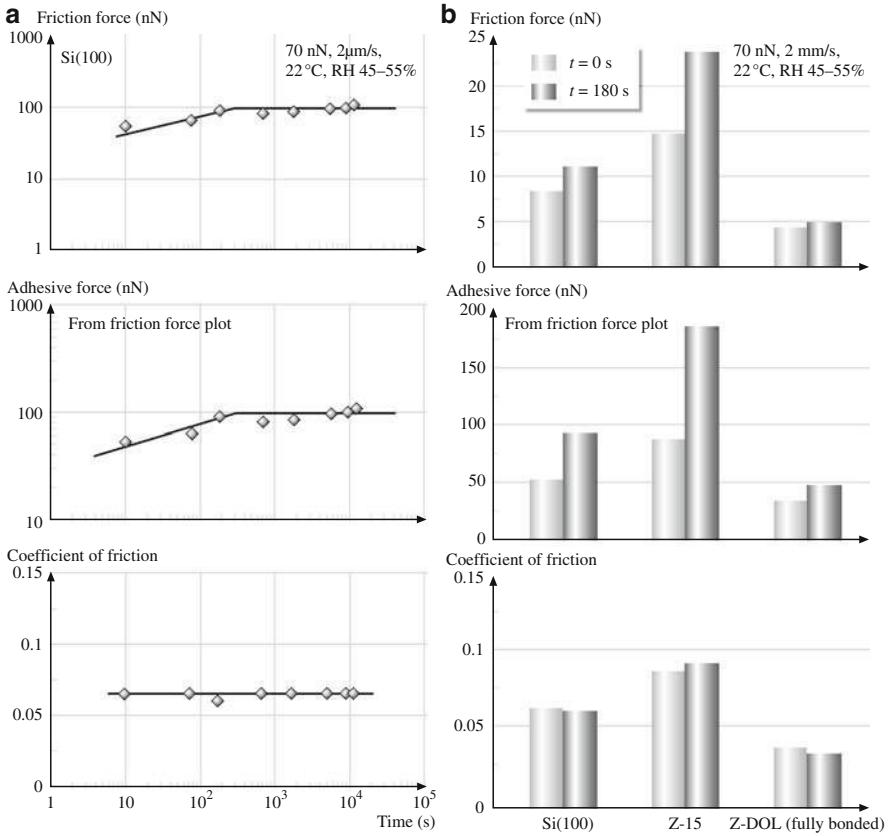 a
Friction force (nN)
1000
100
10
1
Si(100)
70 nN, 2µm/s,
22 °C, RH 45–55%
Adhesive force (nN)
1000
100
10
From friction force plot
Coefficient of friction
0.15
0.1
0.05
0
1
10
10²
10³
10⁴
10⁵
Time (s)
b
Friction force (nN)
25
20
15
10
5
0
t = 0 s
t = 180 s
70 nN, 2 mm/s,
22 °C, RH 45–55%
Adhesive force (nN)
200
150
100
50
0
From friction force plot
Coefficient of friction
0.15
0.1
0.05
0
Si(100)
Z-15
Z-DOL (fully bonded)